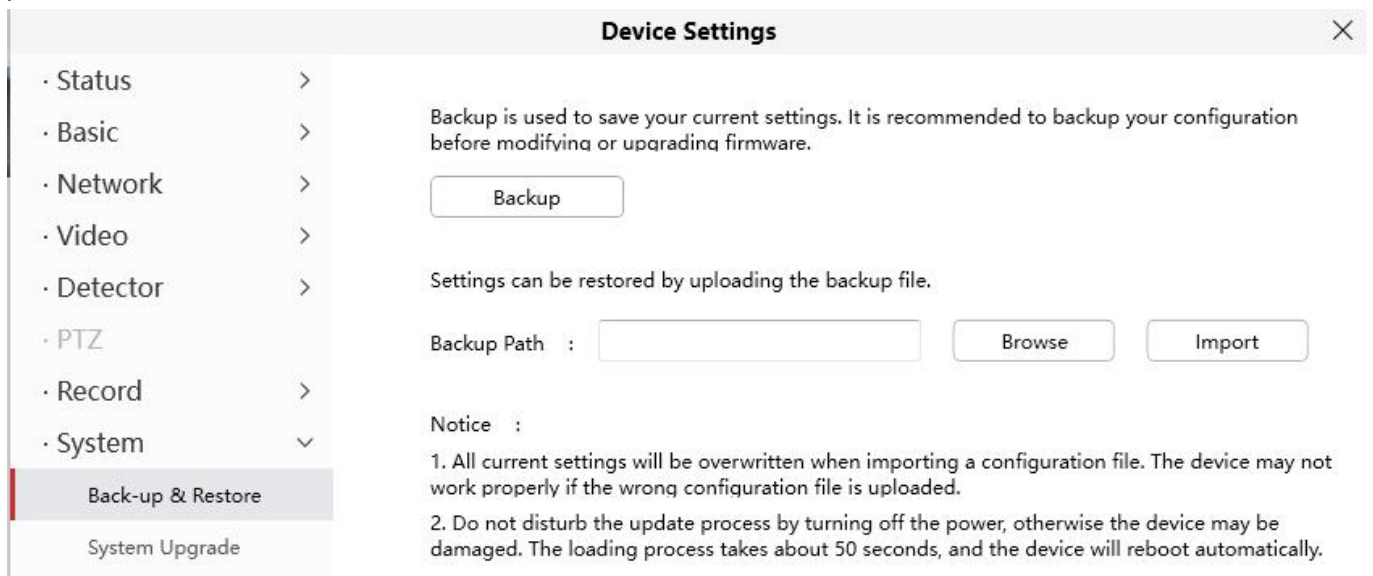 Device Settings
· Status
· Basic
· Network
· Video
· Detector
· PTZ
· Record
· System
Back-up & Restore
System Upgrade
Backup is used to save your current settings. It is recommended to backup your configuration
before modifying or upgrading firmware.
Backup
Settings can be restored by uploading the backup file.
Backup Path :
Browse
Import
Notice :
1. All current settings will be overwritten when importing a configuration file. The device may not
work properly if the wrong configuration file is uploaded.
2. Do not disturb the update process by turning off the power, otherwise the device may be
damaged. The loading process takes about 50 seconds, and the device will reboot automatically.